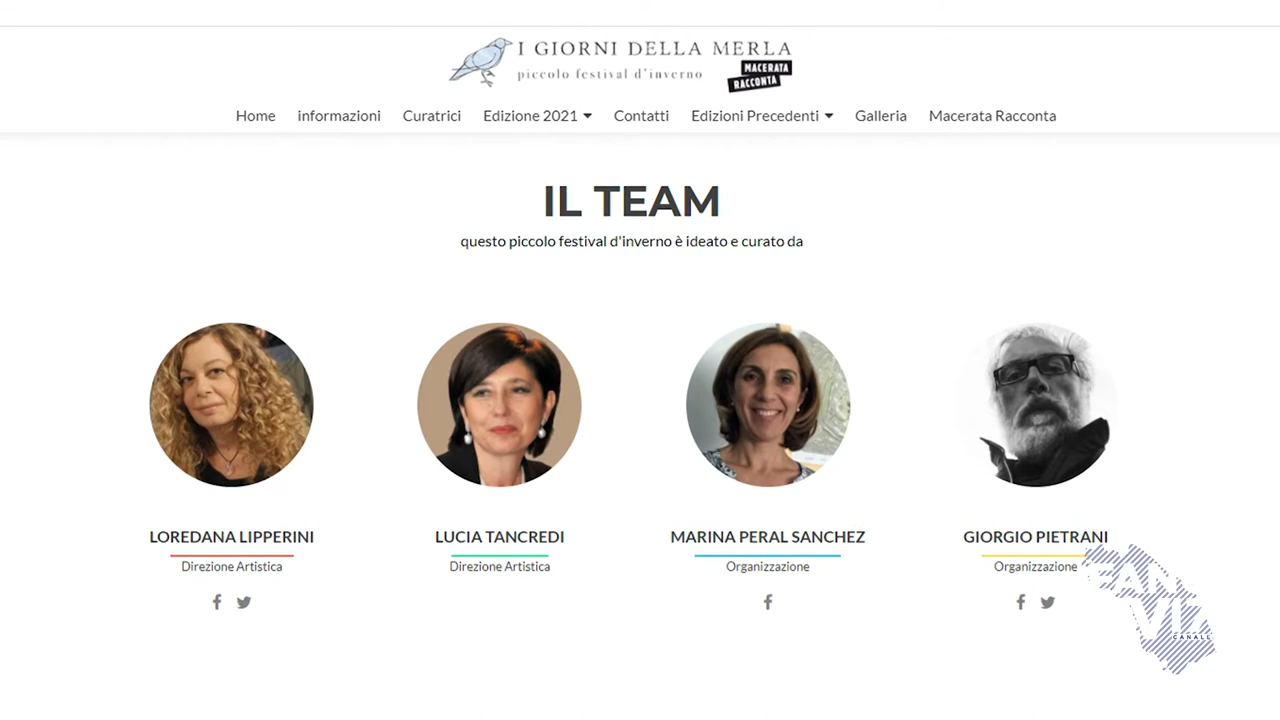 I GIORNI DELLA MERLA
piccolo festival d'inverno
MACERATA
RACCONTA
Home informazioni Curatrici Edizione 2021 Contatti Edizioni Precedenti Galleria Macerata Racconta
IL TEAM
questo piccolo festival d'inverno è ideato e curato da
LOREDANA LIPPERINI LUCIA TANCREDI MARINA PERAL SANCHEZ GIORGIO PIETRANI
Direzione Artistica Direzione Artistica Organizzazione Organizzazione
CANALE